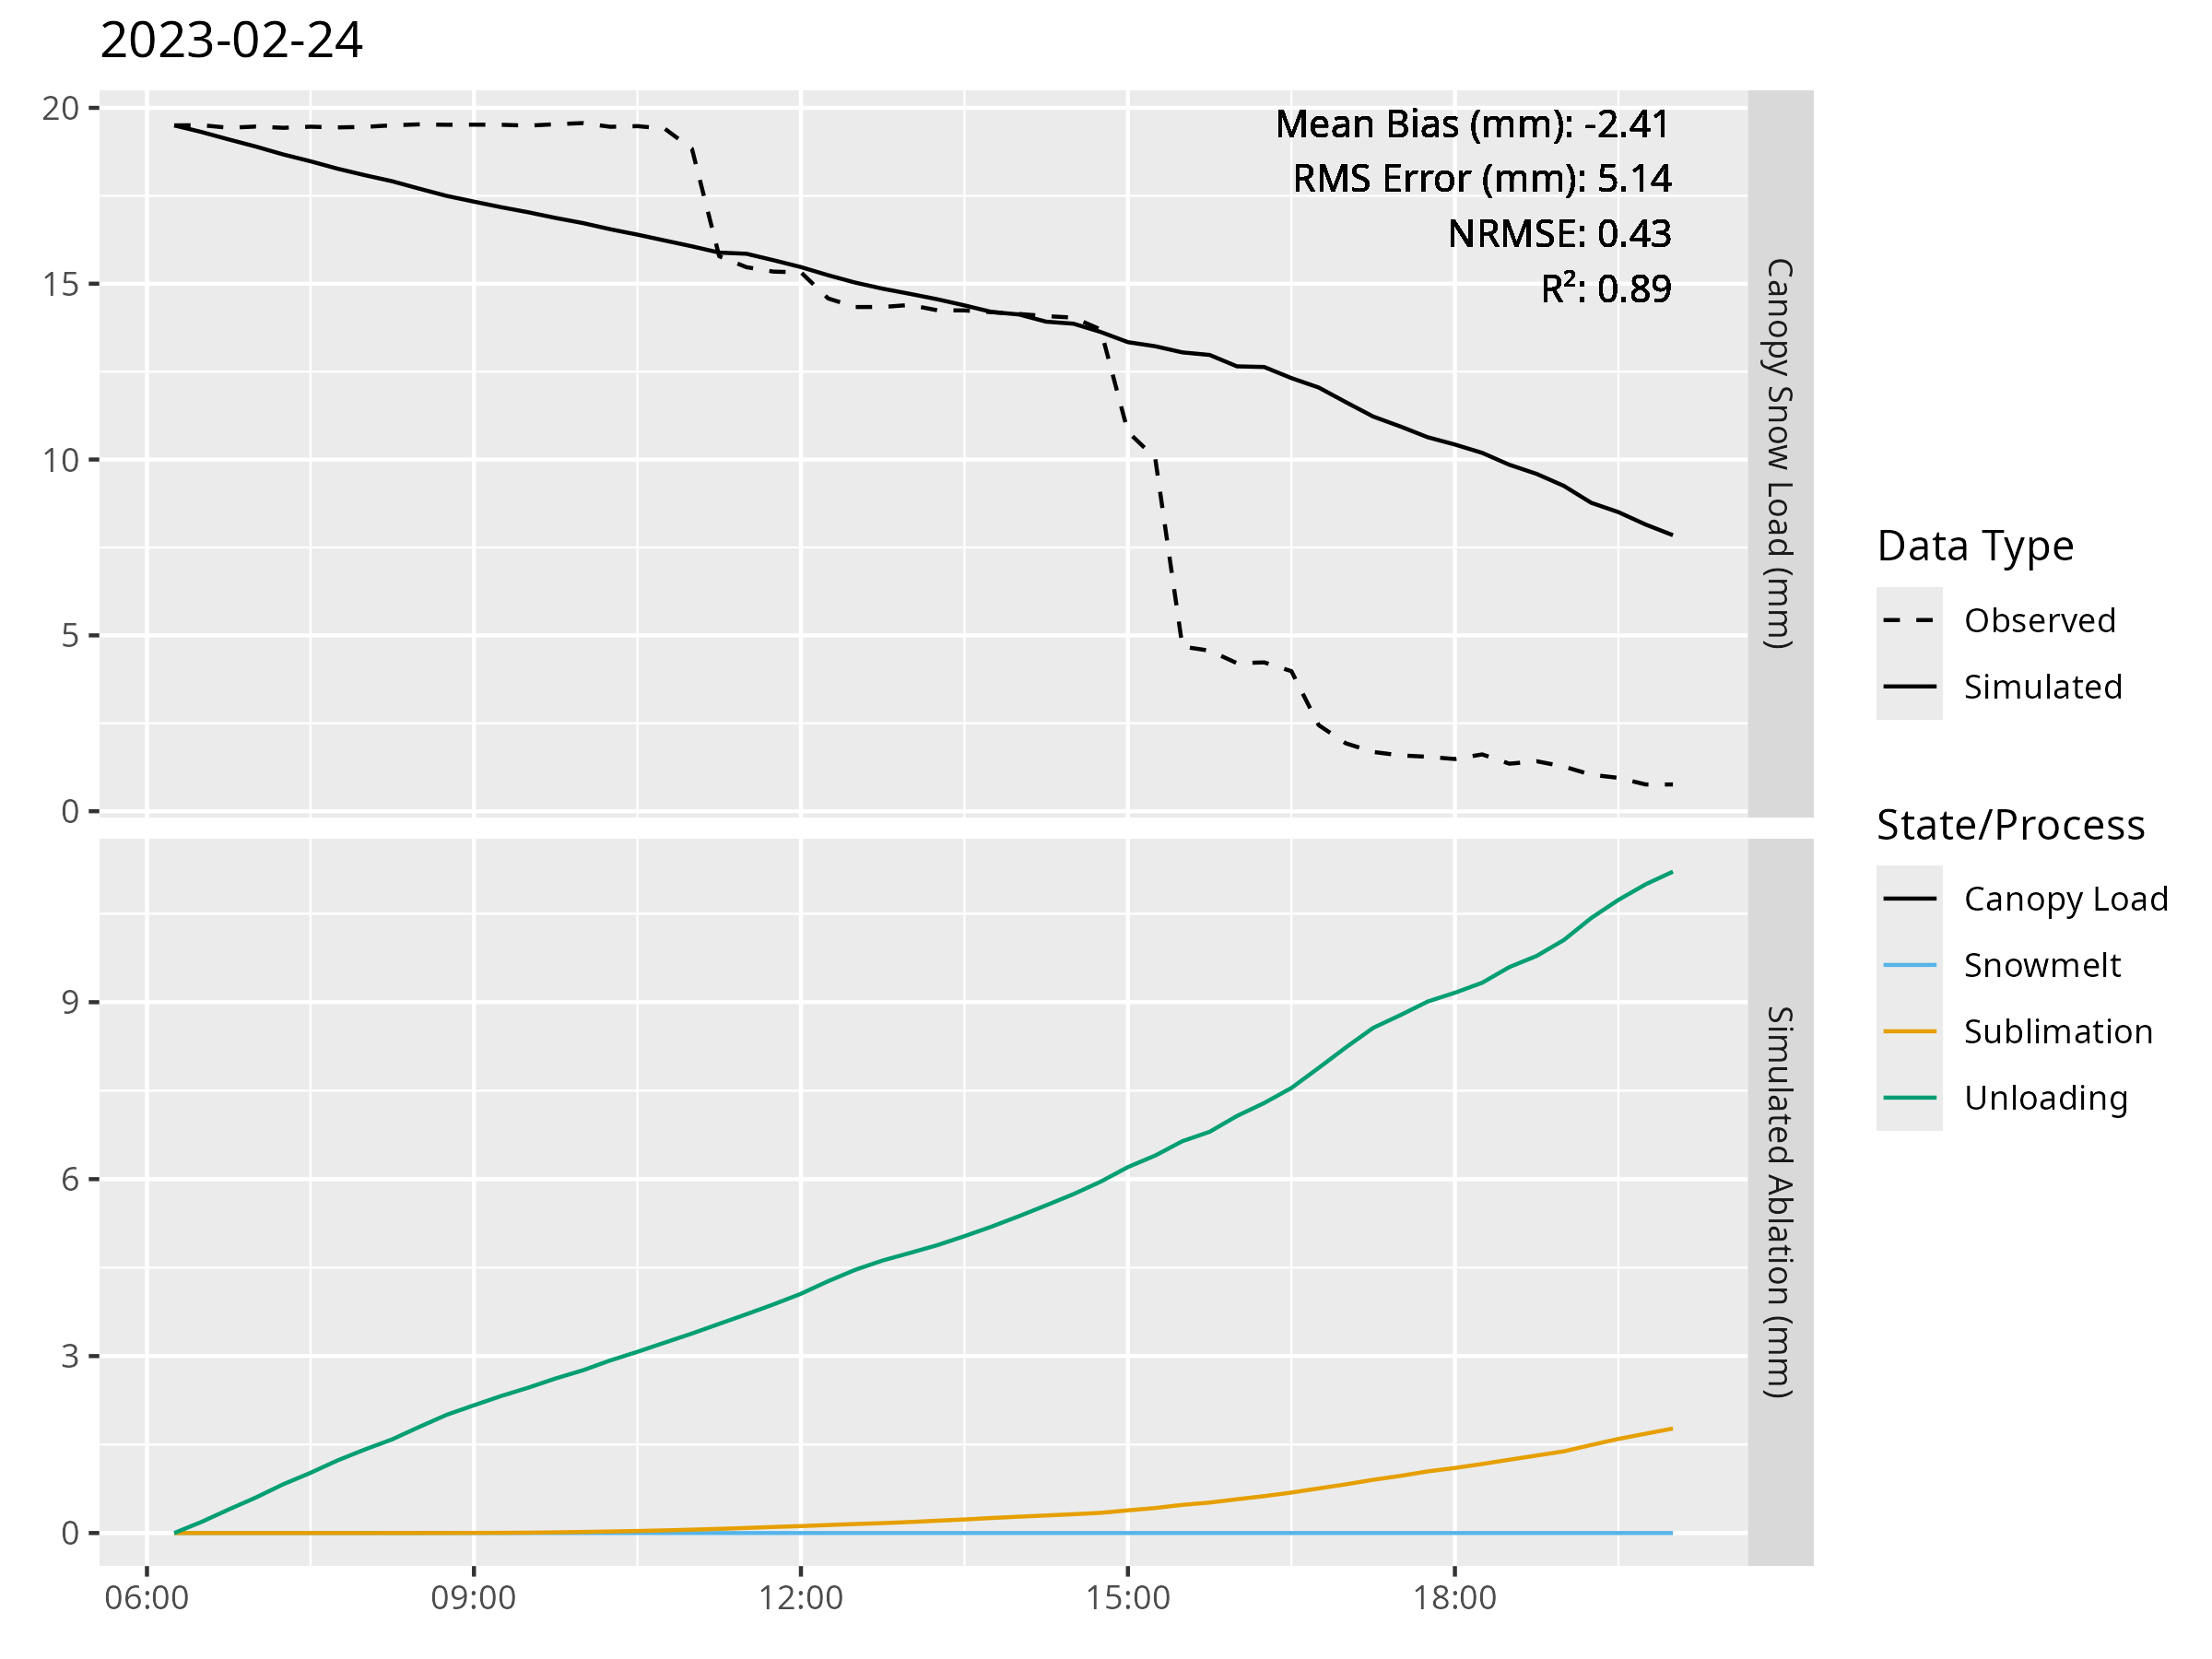 2023-02-24
20
15
10
5
0
Mean Bias (mm): -2.41
RMS Error (mm): 5.14
NRMSE: 0.43
R²: 0.89
Canopy Snow Load (mm)
9
6
3
0
Simulated Ablation (mm)
06:00
09:00
12:00
15:00
18:00
Data Type
Observed
Simulated
State/Process
Canopy Load
Snowmelt
Sublimation
Unloading